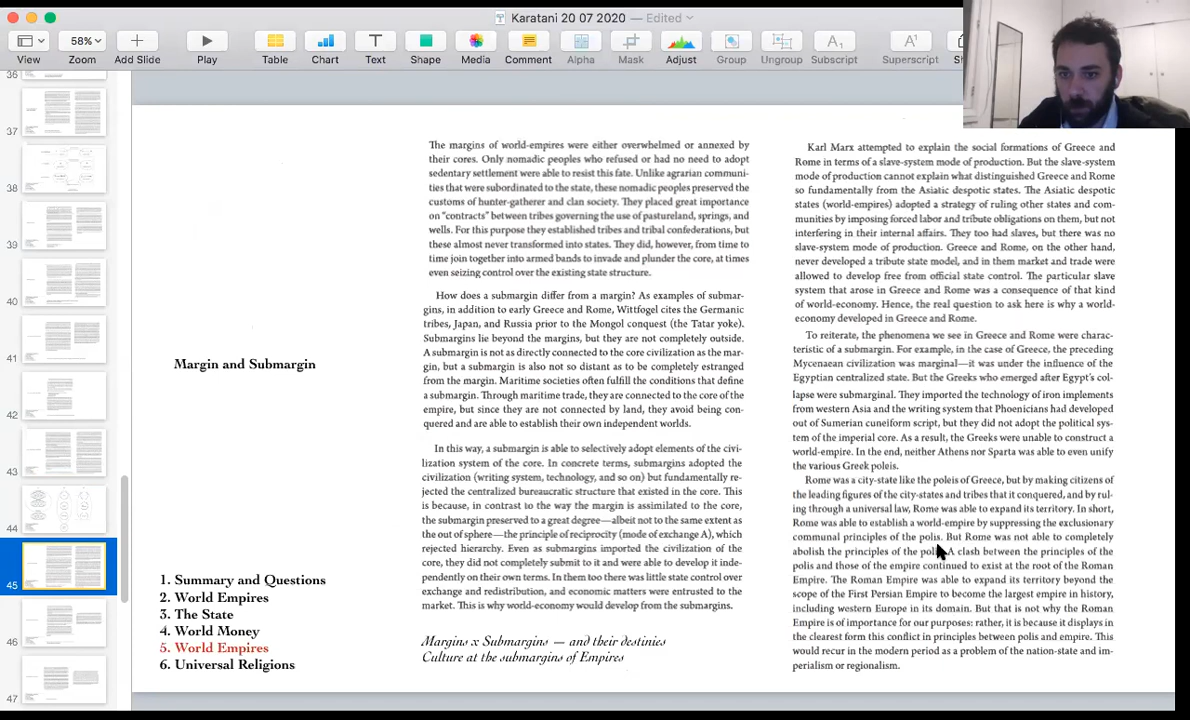 Karatani 20 07 2020 — Edited
View
58%
Zoom
Add Slide
Play
Table
Chart
Text
Shape
Media
Comment
Alpha
Mask
Adjust
Group
Ungroup
Subscript
Superscript
36
37
38
39
40
41
42
43
44
45
46
47
Margin and Submargin
1. Summary and Questions
2. World Empires
3. The State
4. World Money
5. World Empires
6. Universal Religions
The margins of world-empires were either overwhelmed or annexed by
their cores. Only nomadic peoples who refused or had no need to adopt
sedentary settlement were able to resist this fate. Unlike agrarian communi-
ties that were subordinated to the state, these nomadic peoples preserved the
customs of hunter-gatherer and clan society. They placed great importance
on "contracts" between tribes governing the use of pastureland, springs, and
wells. For this purpose they established tribes and tribal confederations, but
these almost never transformed into states. They did, however, from time to
time join together into armed bands to invade and plunder the core, at times
even seizing control over the existing state structure.
How does a submargin differ from a margin? As examples of submar-
gins, in addition to early Greece and Rome, Wittfogel cites the Germanic
tribes, Japan, and Russia prior to the Mongol conquest (the Tatar yoke).
Submargins lie beyond the margins, but they are not completely outside.
A submargin is not as directly connected to the core civilization as the mar-
gin, but a submargin is also not so distant as to be completely estranged
from the margin. Maritime societies often fulfill the conditions that define
a submargin. Through maritime trade, they are connected to the core of the
empire, but since they are not connected by land, they avoid being con-
quered and are able to establish their own independent worlds.
In this way, a submargin is able to selectively adopt elements of the civi-
lization system of the core. In concrete terms, submargins adopted the
civilization (writing system, technology, and so on) but fundamentally re-
jected the centralized bureaucratic structure that existed in the core. This
is because, in contrast to the way the margin is assimilated to the core,
the submargin preserved to a great degree—albeit not to the same extent as
the out of sphere—the principle of reciprocity (mode of exchange A), which
rejected hierarchy. Even as submargins imported the civilization of the
core, they did not completely submit to it and were able to develop it inde-
pendently on their own terms. In them too there was little state control over
exchange and redistribution, and economic matters were entrusted to the
market. This is why world-economy would develop from the submargins.
Margins x Submargins — and their destinies
Culture at the submargins of Empires
Karl Marx attempted to explain the social formations of Greece and
Rome in terms of a slave-system mode of production. But the slave-system
mode of production cannot explain what distinguished Greece and Rome
so fundamentally from the Asiatic despotic states. The Asiatic despotic
states (world-empires) adopted a strategy of ruling other states and com-
munities by imposing forced labor and tribute obligations on them, but not
interfering in their internal affairs. They too had slaves, but there was no
slave-system mode of production. Greece and Rome, on the other hand,
never developed a tribute state model, and in them market and trade were
allowed to develop free from official state control. The particular slave
system that arose in Greece and Rome was a consequence of that kind
of world-economy. Hence, the real question to ask here is why a world-
economy developed in Greece and Rome.
To reiterate, the phenomena we see in Greece and Rome were charac-
teristic of a submargin. For example, in the case of Greece, the preceding
Mycenaean civilization was marginal—it was under the influence of the
Egyptian centralized state. But the Greeks who emerged after Egypt's col-
lapse were submarginal. They imported the technology of iron implements
from western Asia and the writing system that Phoenicians had developed
out of Sumerian cuneiform script, but they did not adopt the political sys-
tem of the imperial core. As a result, the Greeks were unable to construct a
world-empire. In the end, neither Athens nor Sparta was able to even unify
the various Greek poleis.
Rome was a city-state like the poleis of Greece, but by making citizens of
the leading figures of the city-states and tribes that it conquered, and by rul-
ing through a universal law, Rome was able to expand its territory. In short,
Rome was able to establish a world-empire by suppressing the exclusionary
communal principles of the polis. But Rome was not able to completely
abolish the principles of the polis. A clash between the principles of the
polis and those of the empire continued to exist at the root of the Roman
Empire. The Roman Empire was able to expand its territory beyond the
scope of the First Persian Empire to become the largest empire in history,
including western Europe in its domain. But that is not why the Roman
Empire is of importance for our purposes: rather, it is because it displays in
the clearest form this conflict in principles between polis and empire. This
would recur in the modern period as a problem of the nation-state and im-
perialism or regionalism.